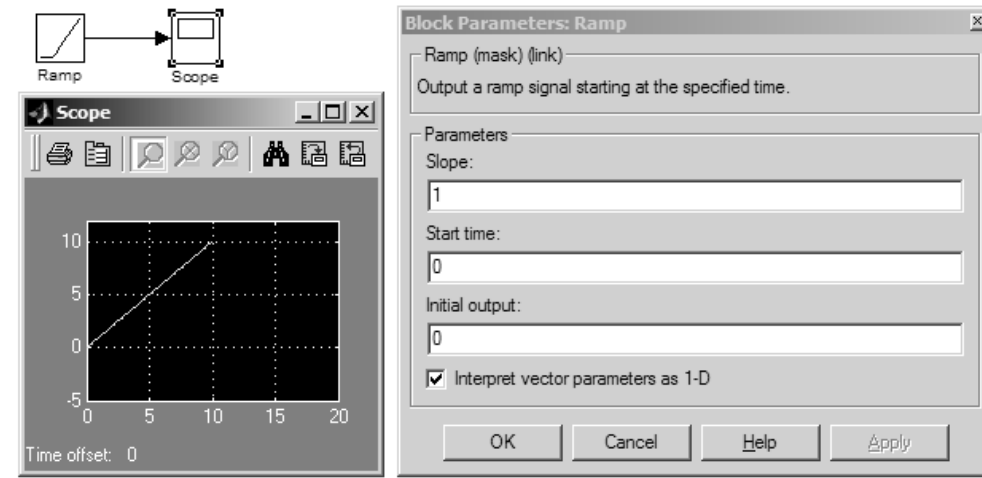 Ramp
Scope
Scope
10
5
0
-5
0 5 10 15 20
Time offset: 0
Block Parameters: Ramp
Ramp (mask) (link)
Output a ramp signal starting at the specified time.
Parameters
Slope:
1
Start time:
0
Initial output:
0
Interpret vector parameters as 1-D
OK Cancel Help Apply